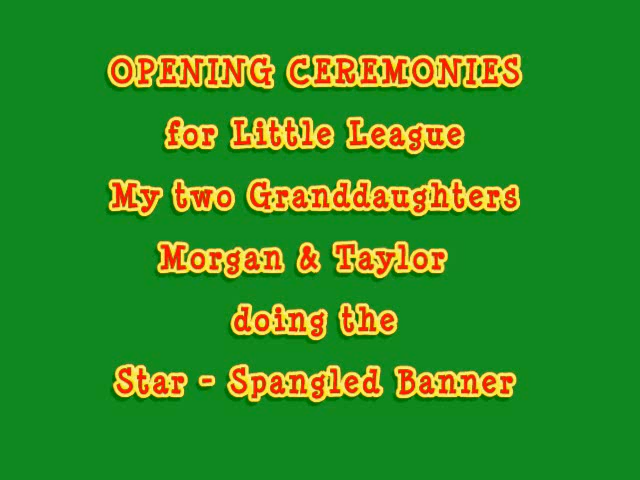 OPENING CEREMONIES
for Little League
My two Granddaughters
Morgan & Taylor
doing the
Star - Spangled Banner